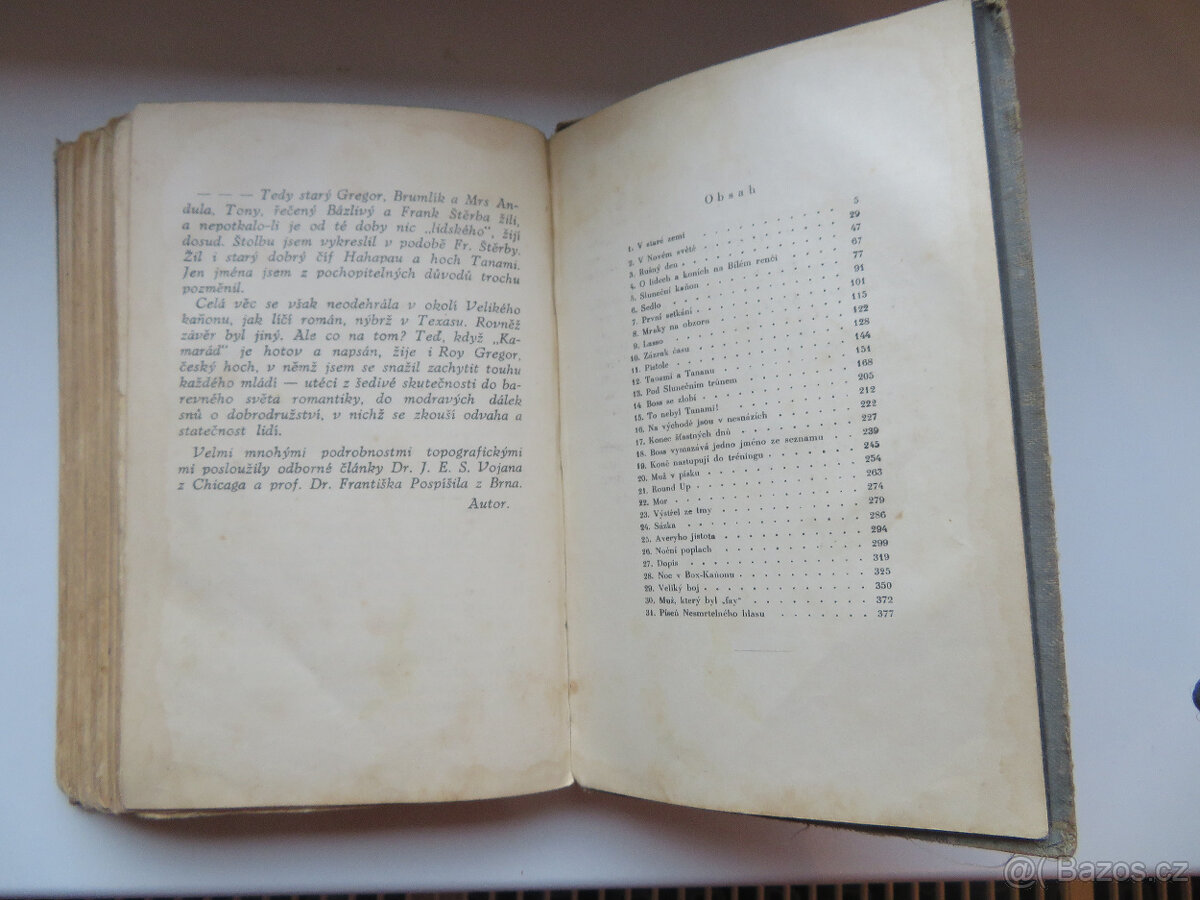 — — — Tedy starý Gregor, Brumlík a Mrs An-
dula, Tony, řečený Bázlivý a Frank Štěrba žili,
a nepotkalo-li je od té doby nic „lidského“, žijí
dosud. Štolbu jsem vykreslil v podobě Fr. Štěrby.
Žil i starý dobrý čif Hahapau a hoch Tanami.
Jen jména jsem z pochopitelných důvodů trochu
pozměnil.
Celá věc se však neodehrála v okolí Velikého
kaňonu, jak líčí román, nýbrž v Texasu. Rovněž
závěr byl jiný. Ale co na tom? Teď, když „Ka-
marád“ je hotov a napsán, žije i Roy Gregor,
český hoch, v němž jsem se snažil zachytit touhu
každého mládí — utéci z šedivé skutečnosti do ba-
revného světa romantiky, do modravých dálek
snů o dobrodružství, v nichž se zkouší odvaha a
statečnost lidí.
Velmi mnohými podrobnostmi topografickými
mi posloužily odborné články Dr. J. E. S. Vojana
z Chicaga a prof. Dr. Františka Pospíšila z Brna.
Autor.
Obsah
1. V staré zemi 5
2. V Novém světě 29
3. Rušný den 47
4. O lidech a koních na Bílém renči 67
5. Sluneční kaňon 77
6. Sedlo 91
7. První setkání 101
8. Mraky na obzoru 115
9. Lasso 122
10. Zázrak času 128
11. Pistole 144
12. Tanami a Tananu 151
13. Pod Slunečním trůnem 168
14. Boss se zlobí 205
15. To nebyl Tanami! 212
16. Na východě jsou v nesnázích 222
17. Konec šťastných dnů 227
18. Boss vymazává jedno jméno ze seznamu 239
19. Koně nastupují do tréningu 245
20. Muž v písku 254
21. Round Up 263
22. Mor 274
23. Výstřel ze tmy 279
24. Sázka 286
25. Averyho jistota 294
26. Noční poplach 299
27. Dopis 319
28. Noc v Box-Kaňonu 325
29. Veliký boj 350
30. Muž, který byl „fay“ 372
31. Píseň Nesmrtelného hlasu 377
@( Bazos.cz